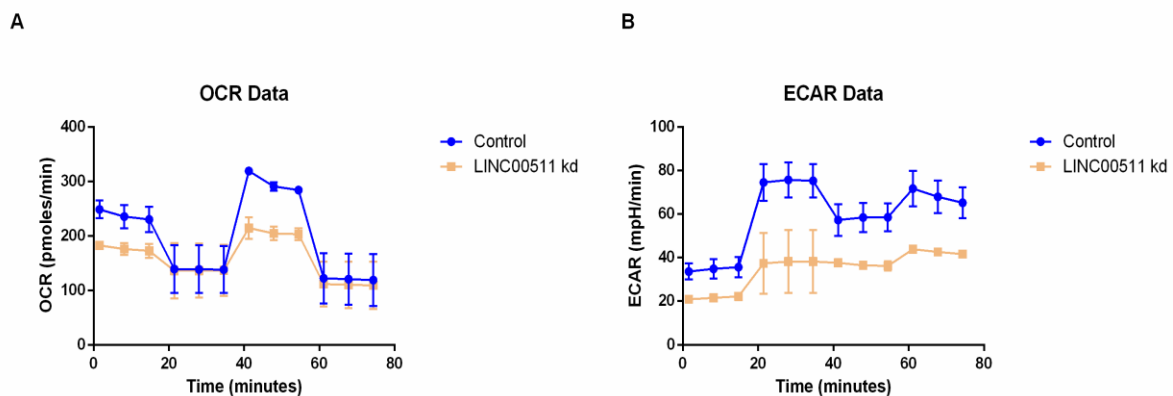 A
OCR Data
OCR (pmoles/min)
400
300
200
100
0
0 20 40 60 80
Time (minutes)
Control
LINC00511 kd
B
ECAR Data
ECAR (mpH/min)
100
80
60
40
20
0
0 20 40 60 80
Time (minutes)
Control
LINC00511 kd